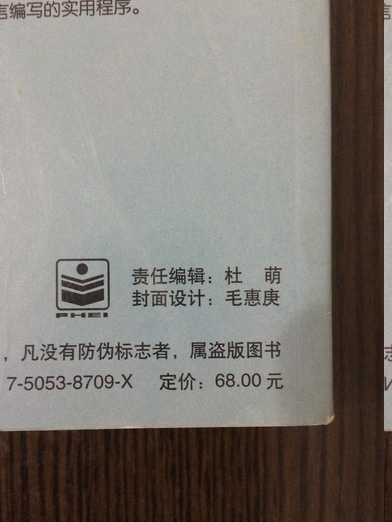 编写的实用程序。
责任编辑：杜 萌
封面设计：毛惠庚
，凡没有防伪标志者，属盗版图书
7-5053-8709-X 定价：68.00 元